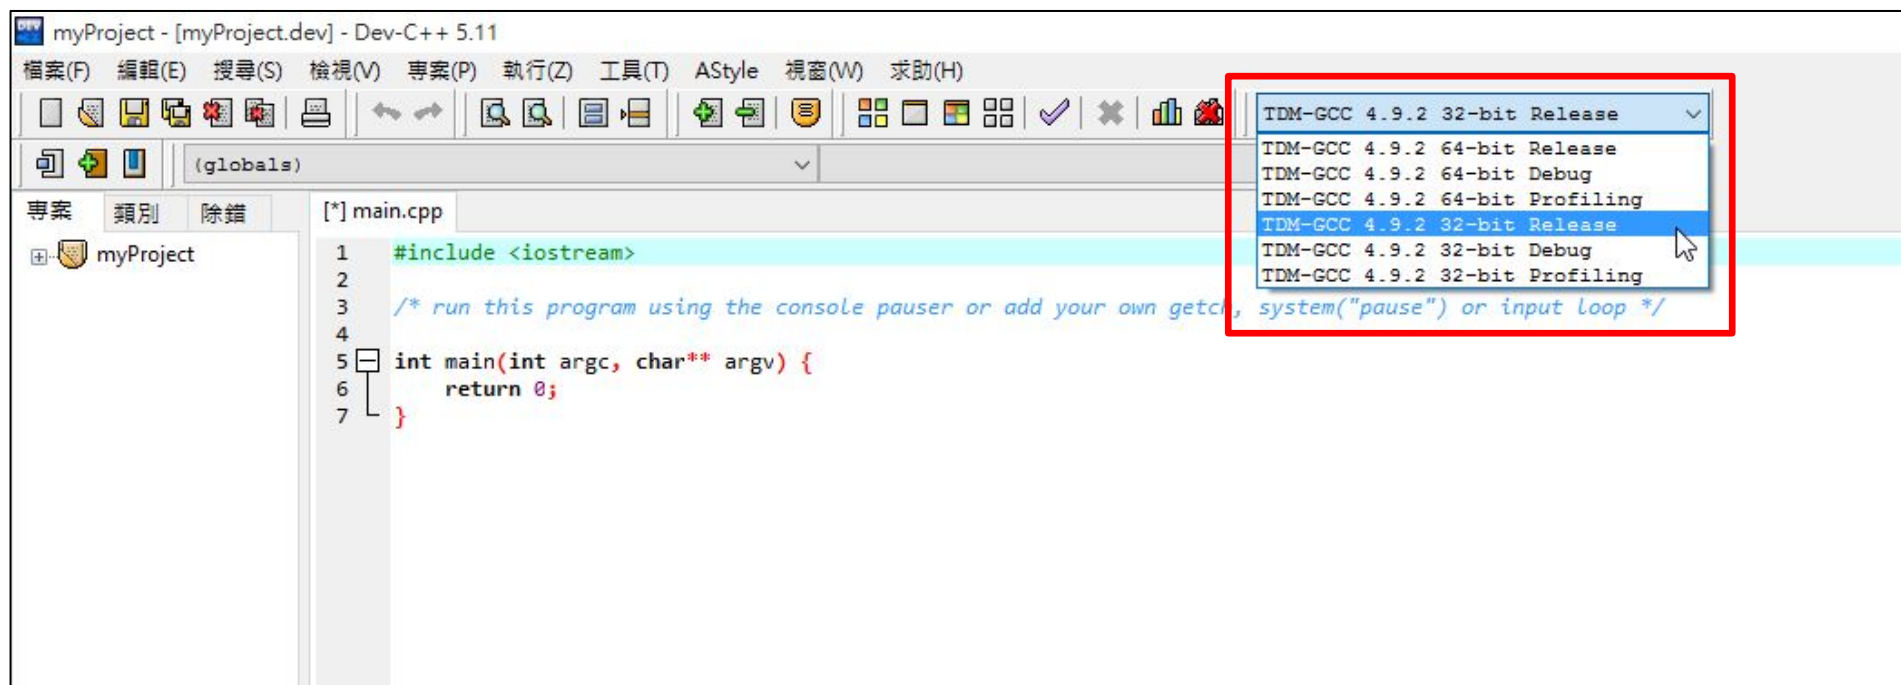 myProject - [myProject.dev] - Dev-C++ 5.11
檔案(F) 編輯(E) 搜尋(S) 檢視(V) 專案(P) 執行(Z) 工具(T) AStyle 視窗(W) 求助(H)
TDM-GCC 4.9.2 32-bit Release
(globals)
TDM-GCC 4.9.2 64-bit Release
TDM-GCC 4.9.2 64-bit Debug
TDM-GCC 4.9.2 64-bit Profiling
TDM-GCC 4.9.2 32-bit Release
TDM-GCC 4.9.2 32-bit Debug
TDM-GCC 4.9.2 32-bit Profiling
專案 類別 除錯
[*] main.cpp
myProject
1 #include <iostream>
2
3 /* run this program using the console pauser or add your own getch, system("pause") or input loop */
4
5 int main(int argc, char** argv) {
6 return 0;
7 }